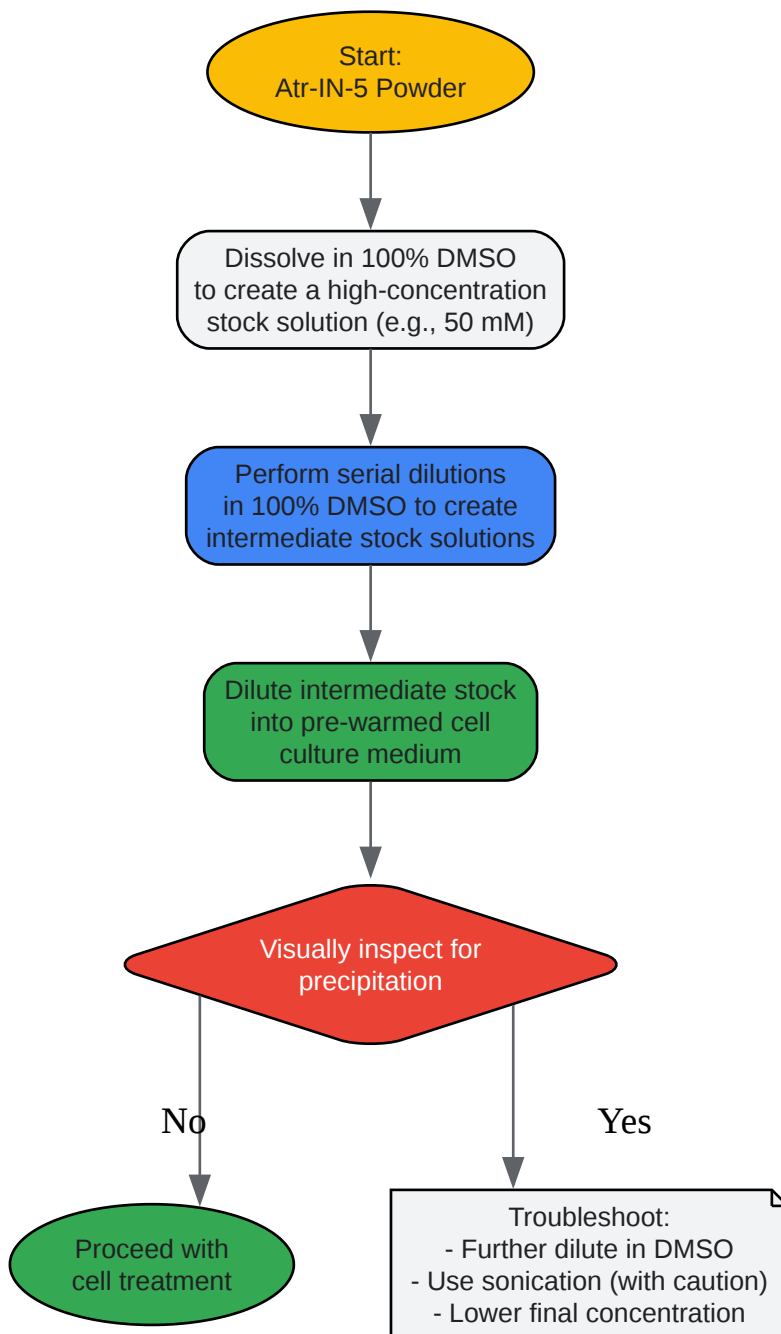 Start:
Atr-IN-5 Powder
Dissolve in 100% DMSO
to create a high-concentration
stock solution (e.g., 50 mM)
Perform serial dilutions
in 100% DMSO to create
intermediate stock solutions
Dilute intermediate stock
into pre-warmed cell
culture medium
Visually inspect for
precipitation
No
Yes
Proceed with
cell treatment
Troubleshoot:
- Further dilute in DMSO
- Use sonication (with caution)
- Lower final concentration